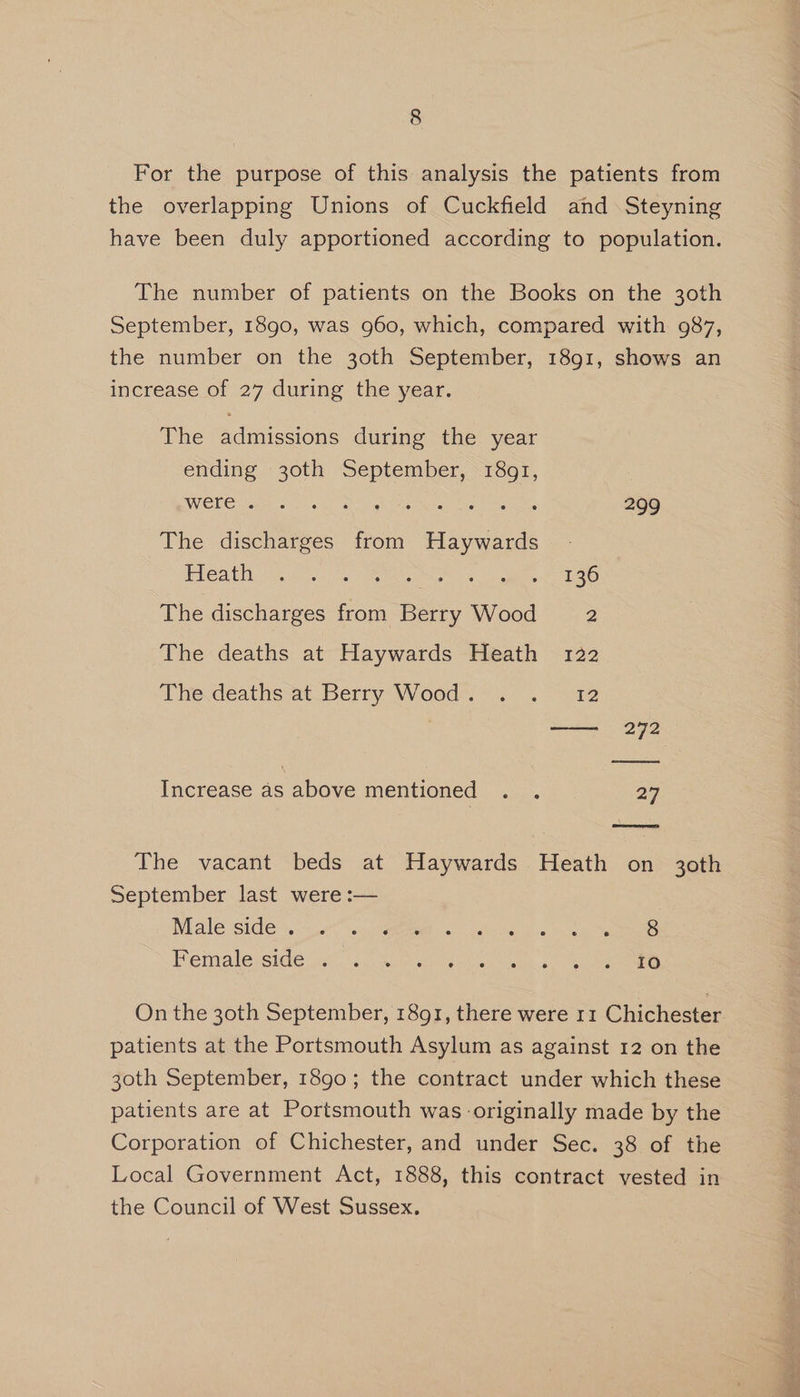 8
For the purpose of this analysis the patients from
the overlapping Unions of Cuckfield and Steyning
have been duly apportioned according to population.
The number of patients on the Books on the 30th
September, 1890, was 960, which, compared with 987,
the number on the 30th September, 1891, shows an
increase of 27 during the year.
The admissions during the year
ending 30th September, 1891,
were . . . . . . . . . . 299
The discharges from Haywards
Heath . . . . . . . . . 136
The discharges from Berry Wood 2
The deaths at Haywards Heath 122
The deaths at Berry Wood . . . 12
—— 272
Increase as above mentioned . . 27
The vacant beds at Haywards Heath on 30th
September last were :—
Male side . . . . . . . . . . . 8
Female side . . . . . . . . . . 10
On the 30th September, 1891, there were 11 Chichester
patients at the Portsmouth Asylum as against 12 on the
30th September, 1890 ; the contract under which these
patients are at Portsmouth was originally made by the
Corporation of Chichester, and under Sec. 38 of the
Local Government Act, 1888, this contract vested in
the Council of West Sussex.